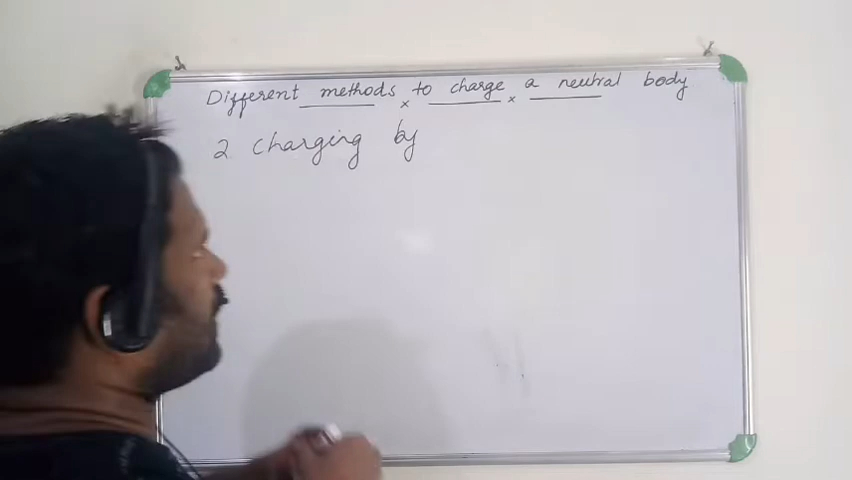 Different methods to charge a neutral body
2 charging by